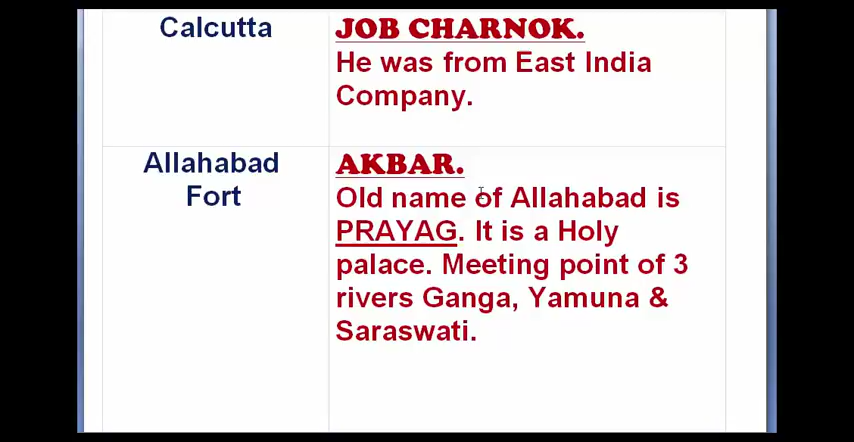 Calcutta
JOB CHARNOK.
He was from East India
Company.
Allahabad
Fort
AKBAR.
Old name of Allahabad is
PRAYAG. It is a Holy
palace. Meeting point of 3
rivers Ganga, Yamuna &
Saraswati.